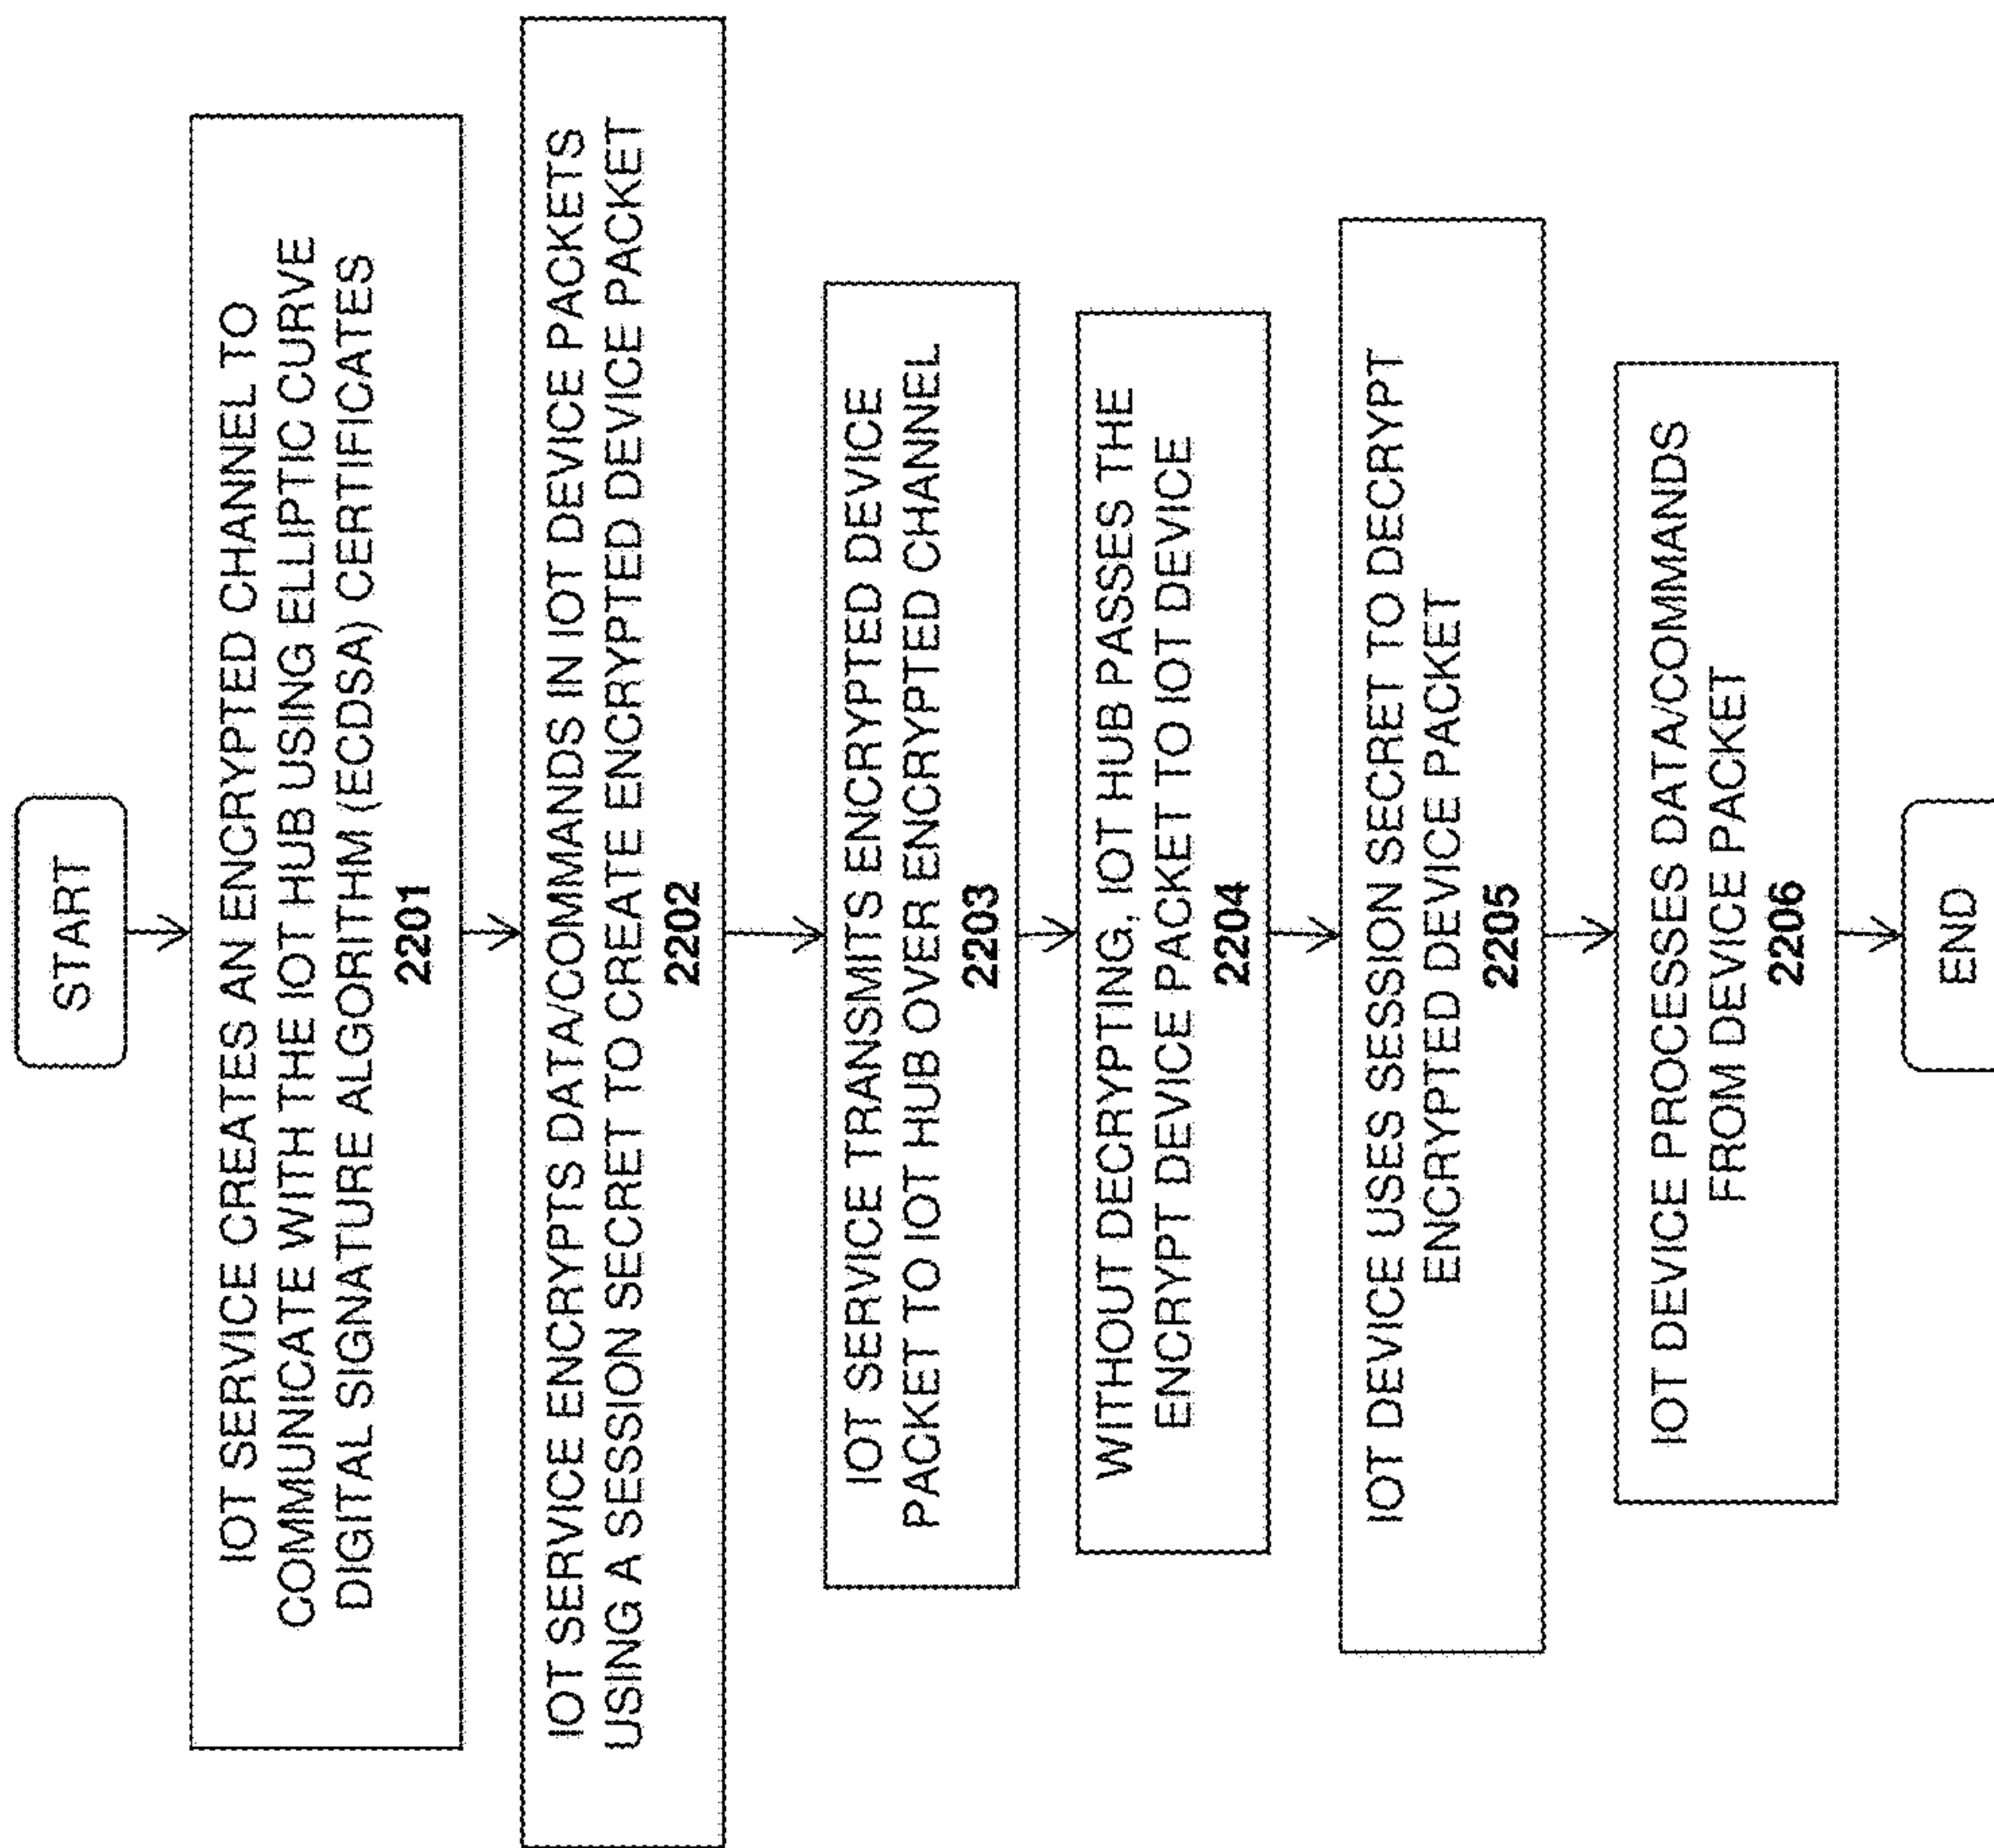 START
IOT SERVICE CREATES AN ENCRYPTED CHANNEL TO
COMMUNICATE WITH THE IOT HUB USING ELLIPTIC CURVE
DIGITAL SIGNATURE ALGORITHM (ECDSA) CERTIFICATES
2201
IOT SERVICE ENCRYPTS DATA/COMMANDS IN IOT DEVICE PACKETS
USING A SESSION SECRET TO CREATE ENCRYPTED DEVICE PACKET
2202
IOT SERVICE TRANSMITS ENCRYPTED DEVICE
PACKET TO IOT HUB OVER ENCRYPTED CHANNEL
2203
WITHOUT DECRYPTING, IOT HUB PASSES THE
ENCRYPT DEVICE PACKET TO IOT DEVICE
2204
IOT DEVICE USES SESSION SECRET TO DECRYPT
ENCRYPTED DEVICE PACKET
2205
IOT DEVICE PROCESSES DATA/COMMANDS
FROM DEVICE PACKET
2206
END